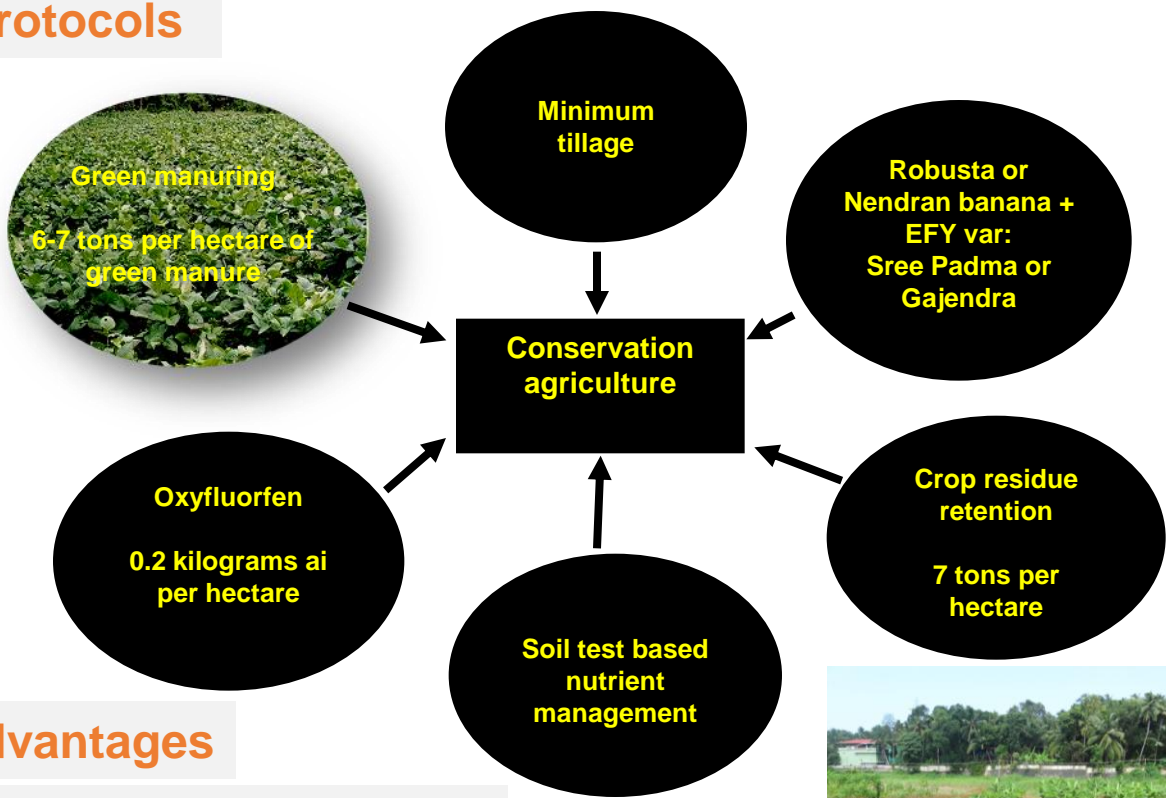 rotocols
Minimum
tillage
Green manuring
6-7 tons per hectare of
green manure
Robusta or
Nendran banana +
EFY var:
Sree Padma or
Gajendra
Conservation
agriculture
Oxyfluorfen
0.2 kilograms ai
per hectare
Crop residue
retention
7 tons per
hectare
Soil test based
nutrient
management
dvantages